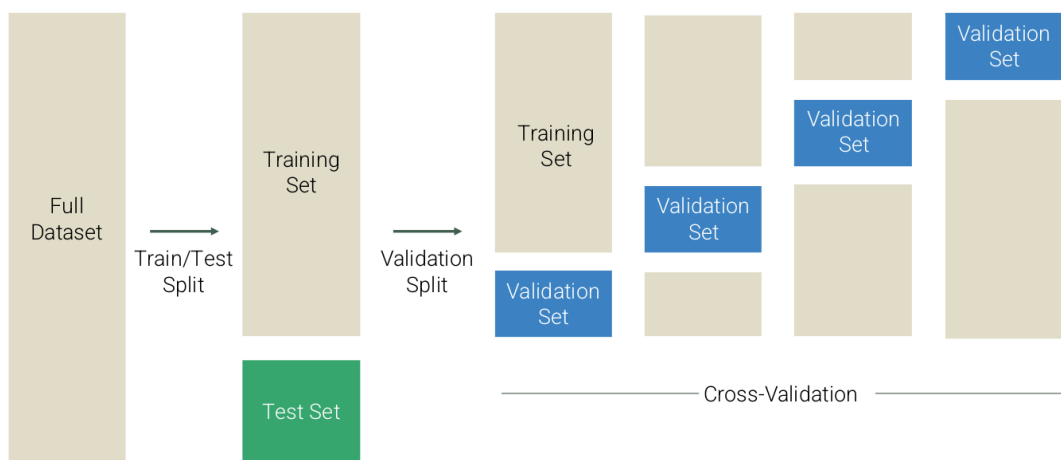 Full
Dataset
Train/Test
Split
Training
Set
Test Set
Validation
Split
Training
Set
Validation
Set
Validation
Set
Validation
Set
Validation
Set
Cross-Validation